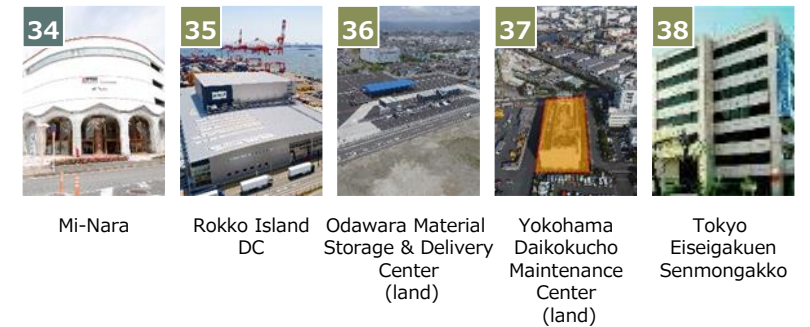 34 35 36 37 38
Mi-Nara
Rokko Island
DC
Odawara Material
Storage & Delivery
Center
(land)
Yokohama
Daikokucho
Maintenance
Center
(land)
Tokyo
Eiseigakuen
Senmongakko